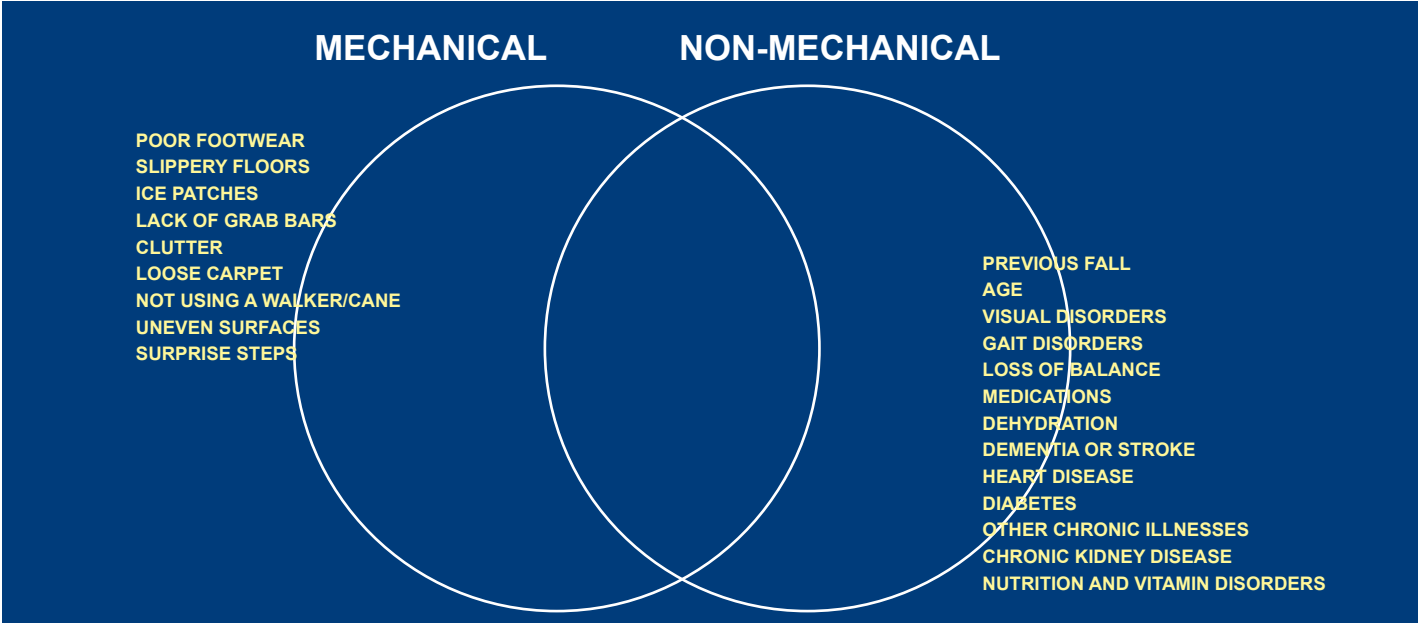 MECHANICAL
NON-MECHANICAL
POOR FOOTWEAR
SLIPPERY FLOORS
ICE PATCHES
LACK OF GRAB BARS
CLUTTER
LOOSE CARPET
NOT USING A WALKER/CANE
UNEVEN SURFACES
SURPRISE STEPS
PREVIOUS FALL
AGE
VISUAL DISORDERS
GAIT DISORDERS
LOSS OF BALANCE
MEDICATIONS
DEHYDRATION
DEMENTIA OR STROKE
HEART DISEASE
DIABETES
OTHER CHRONIC ILLNESSES
CHRONIC KIDNEY DISEASE
NUTRITION AND VITAMIN DISORDERS